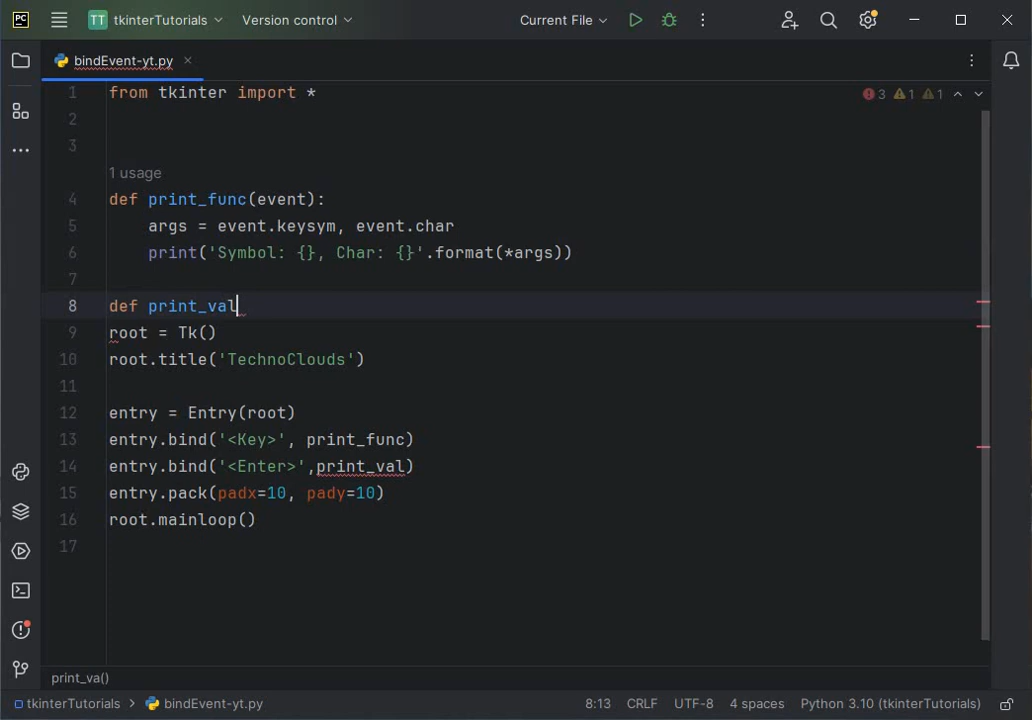 PC TT tkinterTutorials Version control Current File
bindEvent-yt.py
1 from tkinter import * 3 1 1
2
3
1 usage
4 def print_func(event):
5 args = event.keysym, event.char
6 print('Symbol: {}, Char: {}'.format(*args))
7
8 def print_val
9 root = Tk()
10 root.title('TechnoClouds')
11
12 entry = Entry(root)
13 entry.bind('<Key>', print_func)
14 entry.bind('<Enter>',print_val)
15 entry.pack(padx=10, pady=10)
16 root.mainloop()
17
print_va()
tkinterTutorials > bindEvent-yt.py 8:13 CRLF UTF-8 4 spaces Python 3.10 (tkinterTutorials)